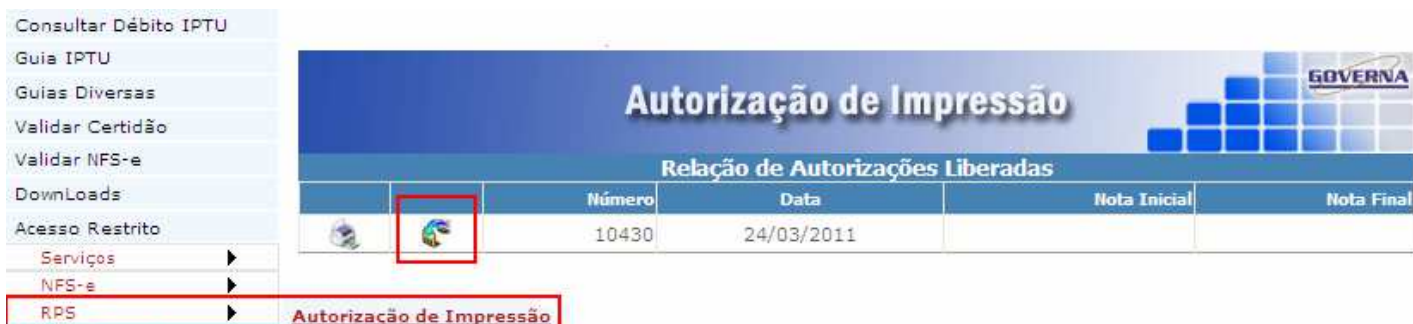 Consultar Débito IPTU
Guia IPTU
Guias Diversas
Validar Certidão
Validar NFS-e
DownLoads
Acesso Restrito
Serviços
NFS-e
RPS
Autorização de Impressão
GOVERNA
Autorização de Impressão
Relação de Autorizações Liberadas
Número Data Nota Inicial Nota Final
10430 24/03/2011